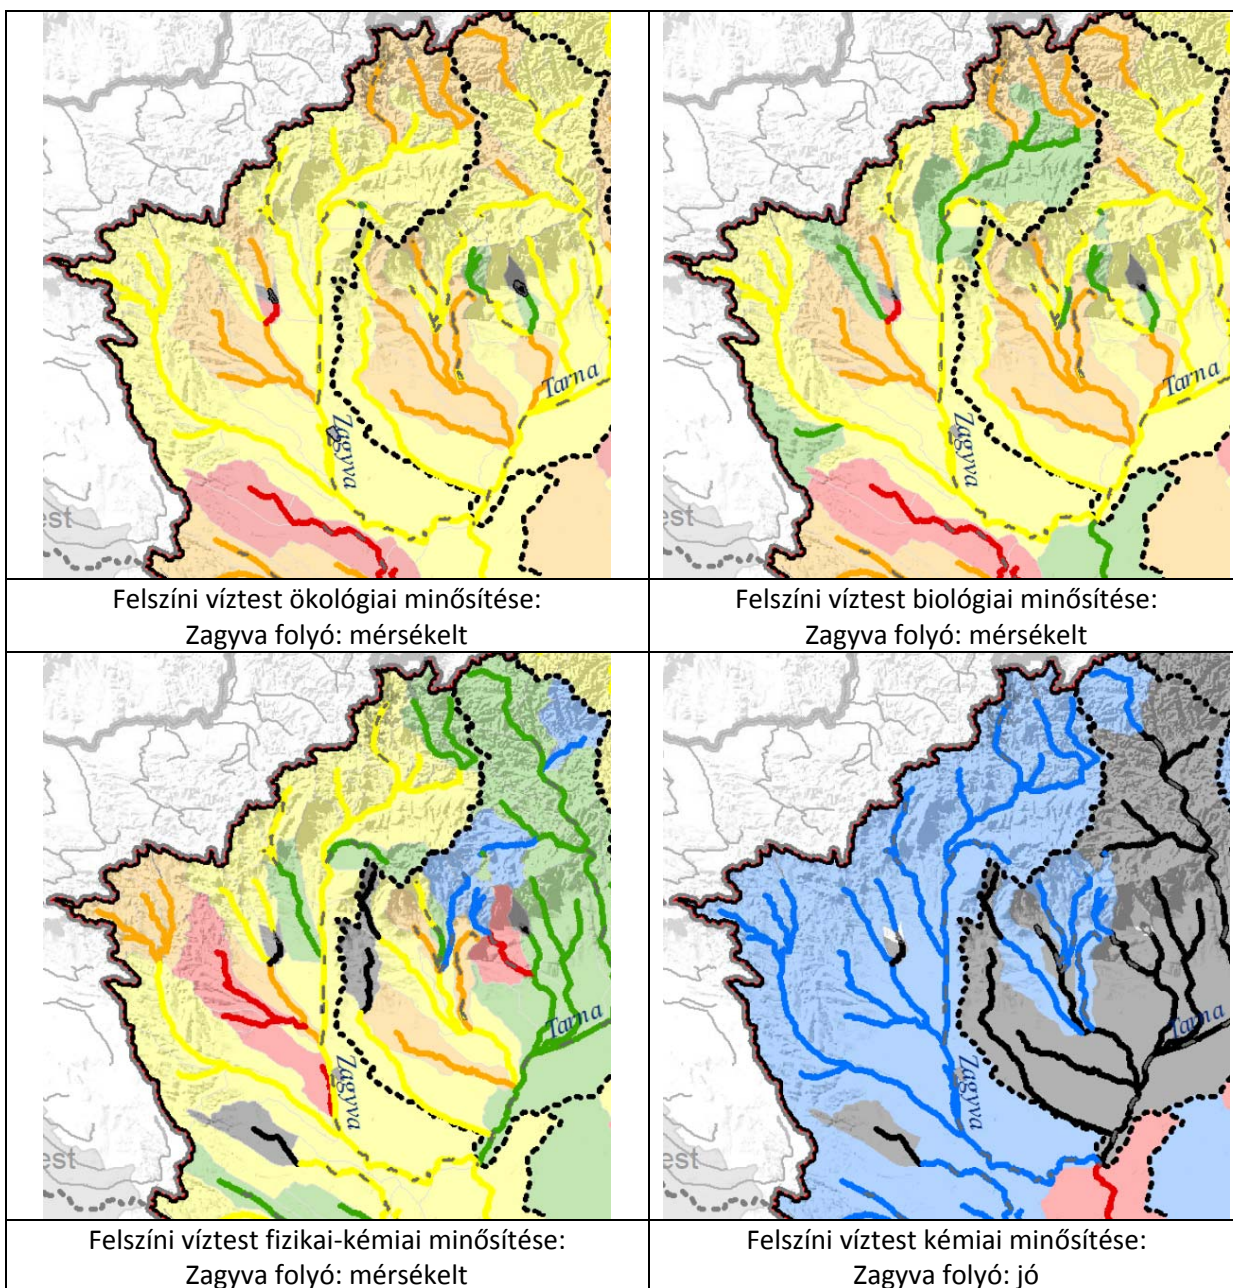 Tarna
Zagyva
est
Tarna
Zagyva
Felszíni víztest ökológiai minősítése:
Zagyva folyó: mérsékelt
Felszíni víztest biológiai minősítése:
Zagyva folyó: mérsékelt
Tarna
Zagyva
est
Tarna
Zagyva
est
Felszíni víztest fizikai-kémiai minősítése:
Zagyva folyó: mérsékelt
Felszíni víztest kémiai minősítése:
Zagyva folyó: jó